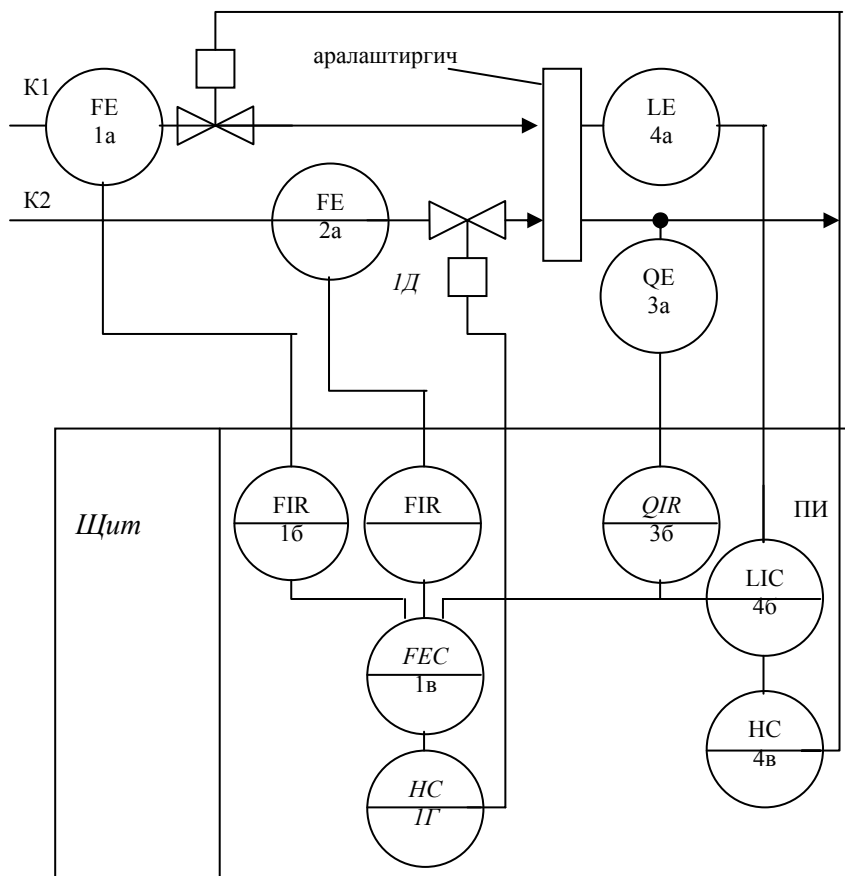 аралаштиргич
К1
FE
1а
LE
4а
К2
FE
2а
1Д
QE
3а
Щит
FIR
1б
FIR
QIR
3б
ПИ
LIC
4б
FEC
1в
HC
1Г
HC
4в